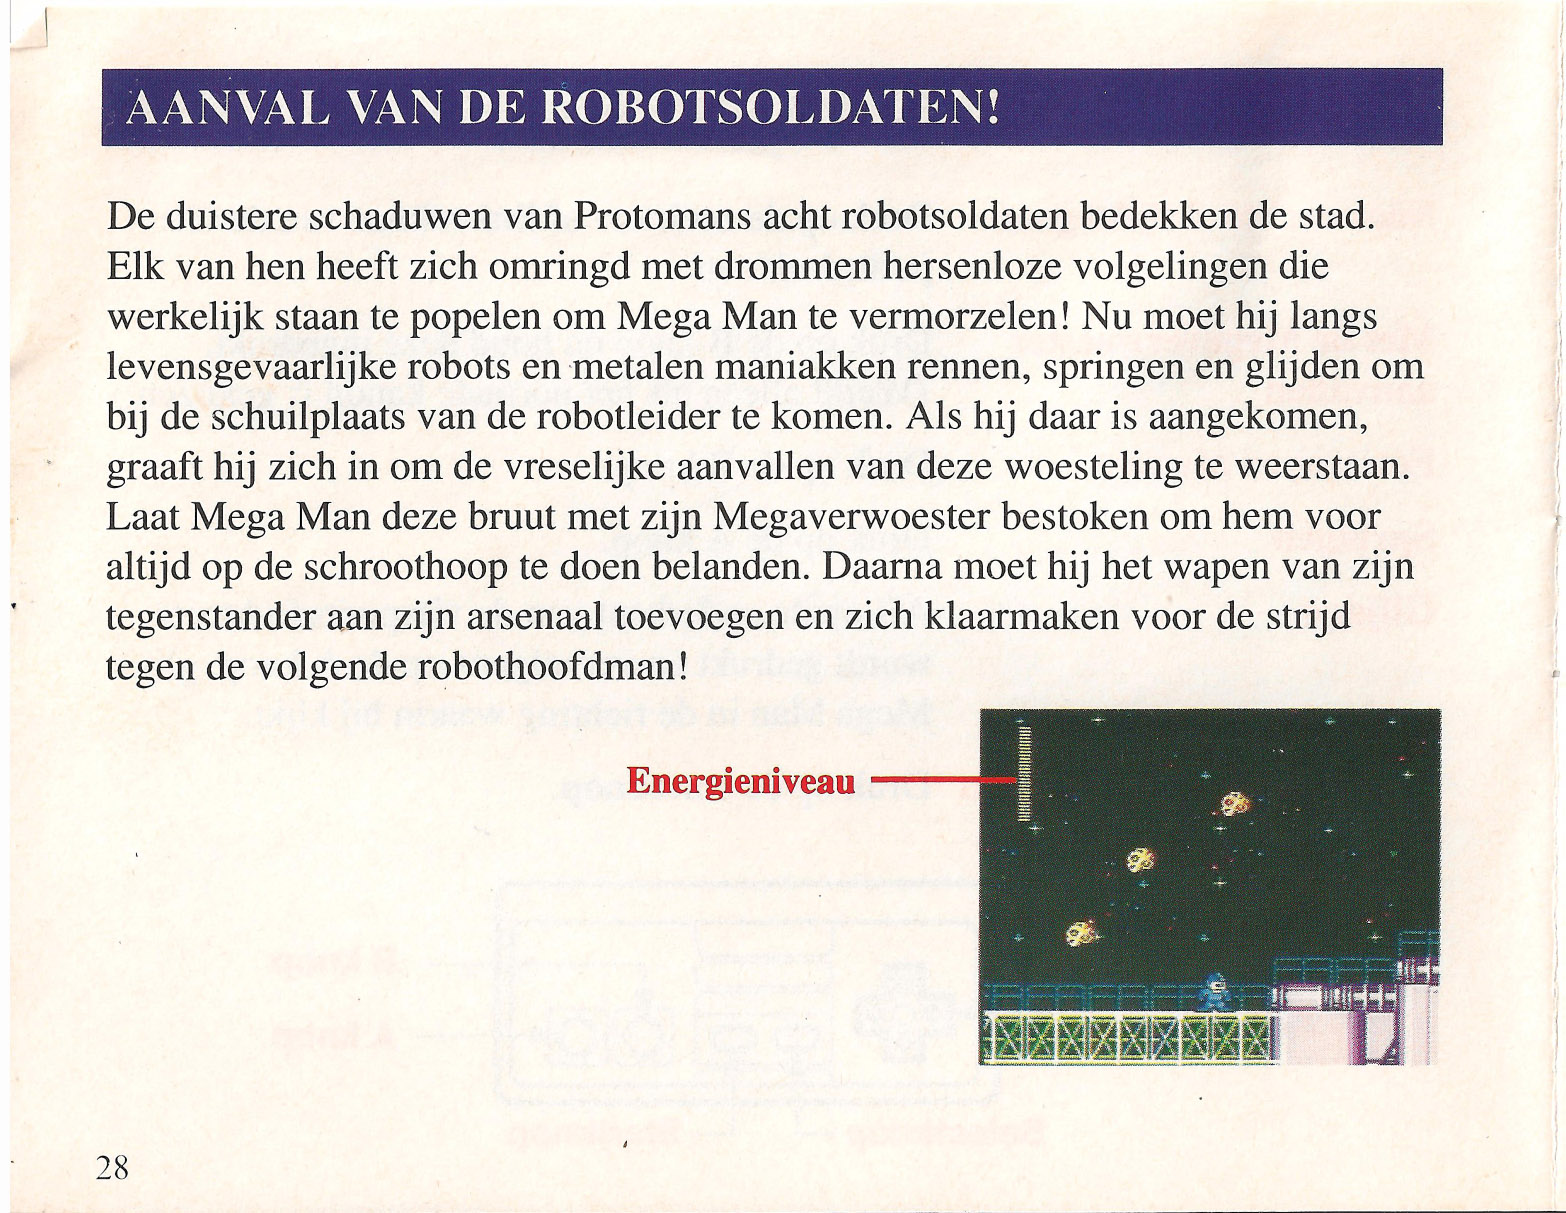 AANVAL VAN DE ROBOTSOLDATEN!
De duistere schaduwen van Protomans acht robotsoldaten bedekken de stad.
Elk van hen heeft zich omringd met drommen hersenloze volgelingen die
werkelijk staan te popelen om Mega Man te vermorzelen! Nu moet hij langs
levensgevaarlijke robots en metalen maniakken rennen, springen en glijden om
bij de schuilplaats van de robotleider te komen. Als hij daar is aangekomen,
graaft hij zich in om de vreselijke aanvallen van deze woesteling te weerstaan.
Laat Mega Man deze bruut met zijn Megaverwoester bestoken om hem voor
altijd op de schroothoop te doen belanden. Daarna moet hij het wapen van zijn
tegenstander aan zijn arsenaal toevoegen en zich klaarmaken voor de strijd
tegen de volgende robothoofdman!
Energieniveau
28